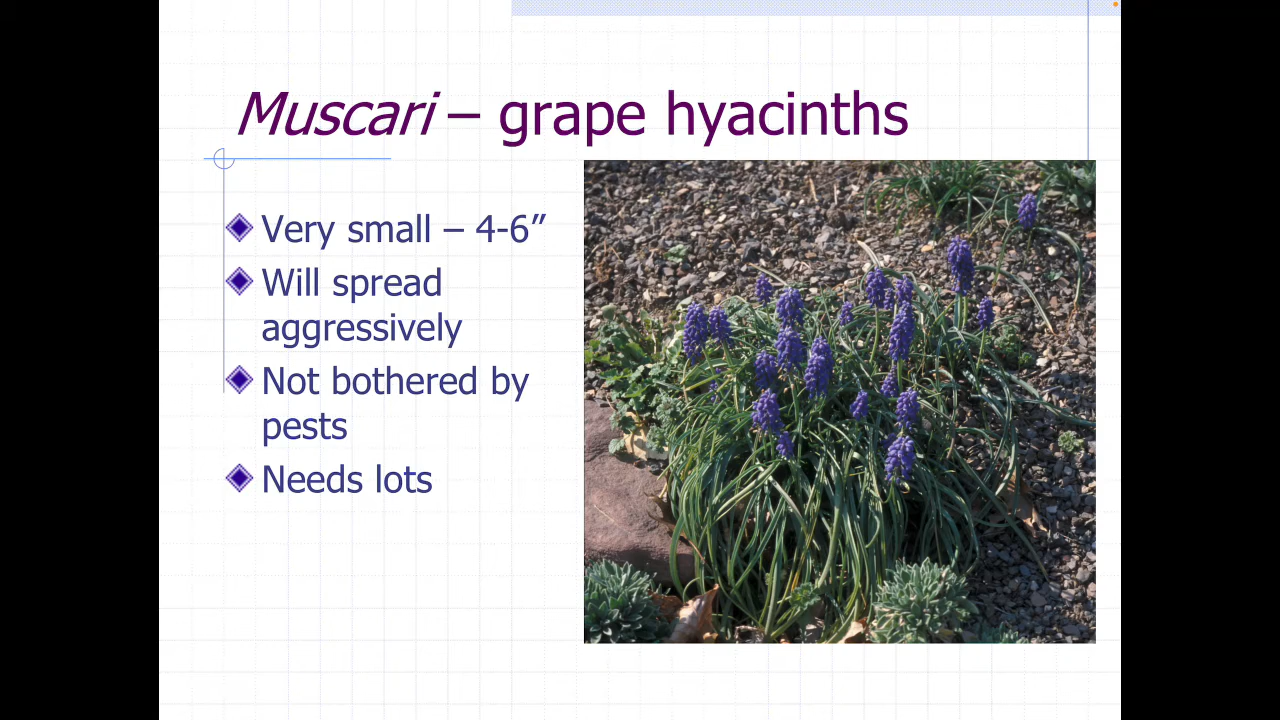 Muscari – grape hyacinths
Very small – 4-6”
Will spread
aggressively
Not bothered by
pests
Needs lots